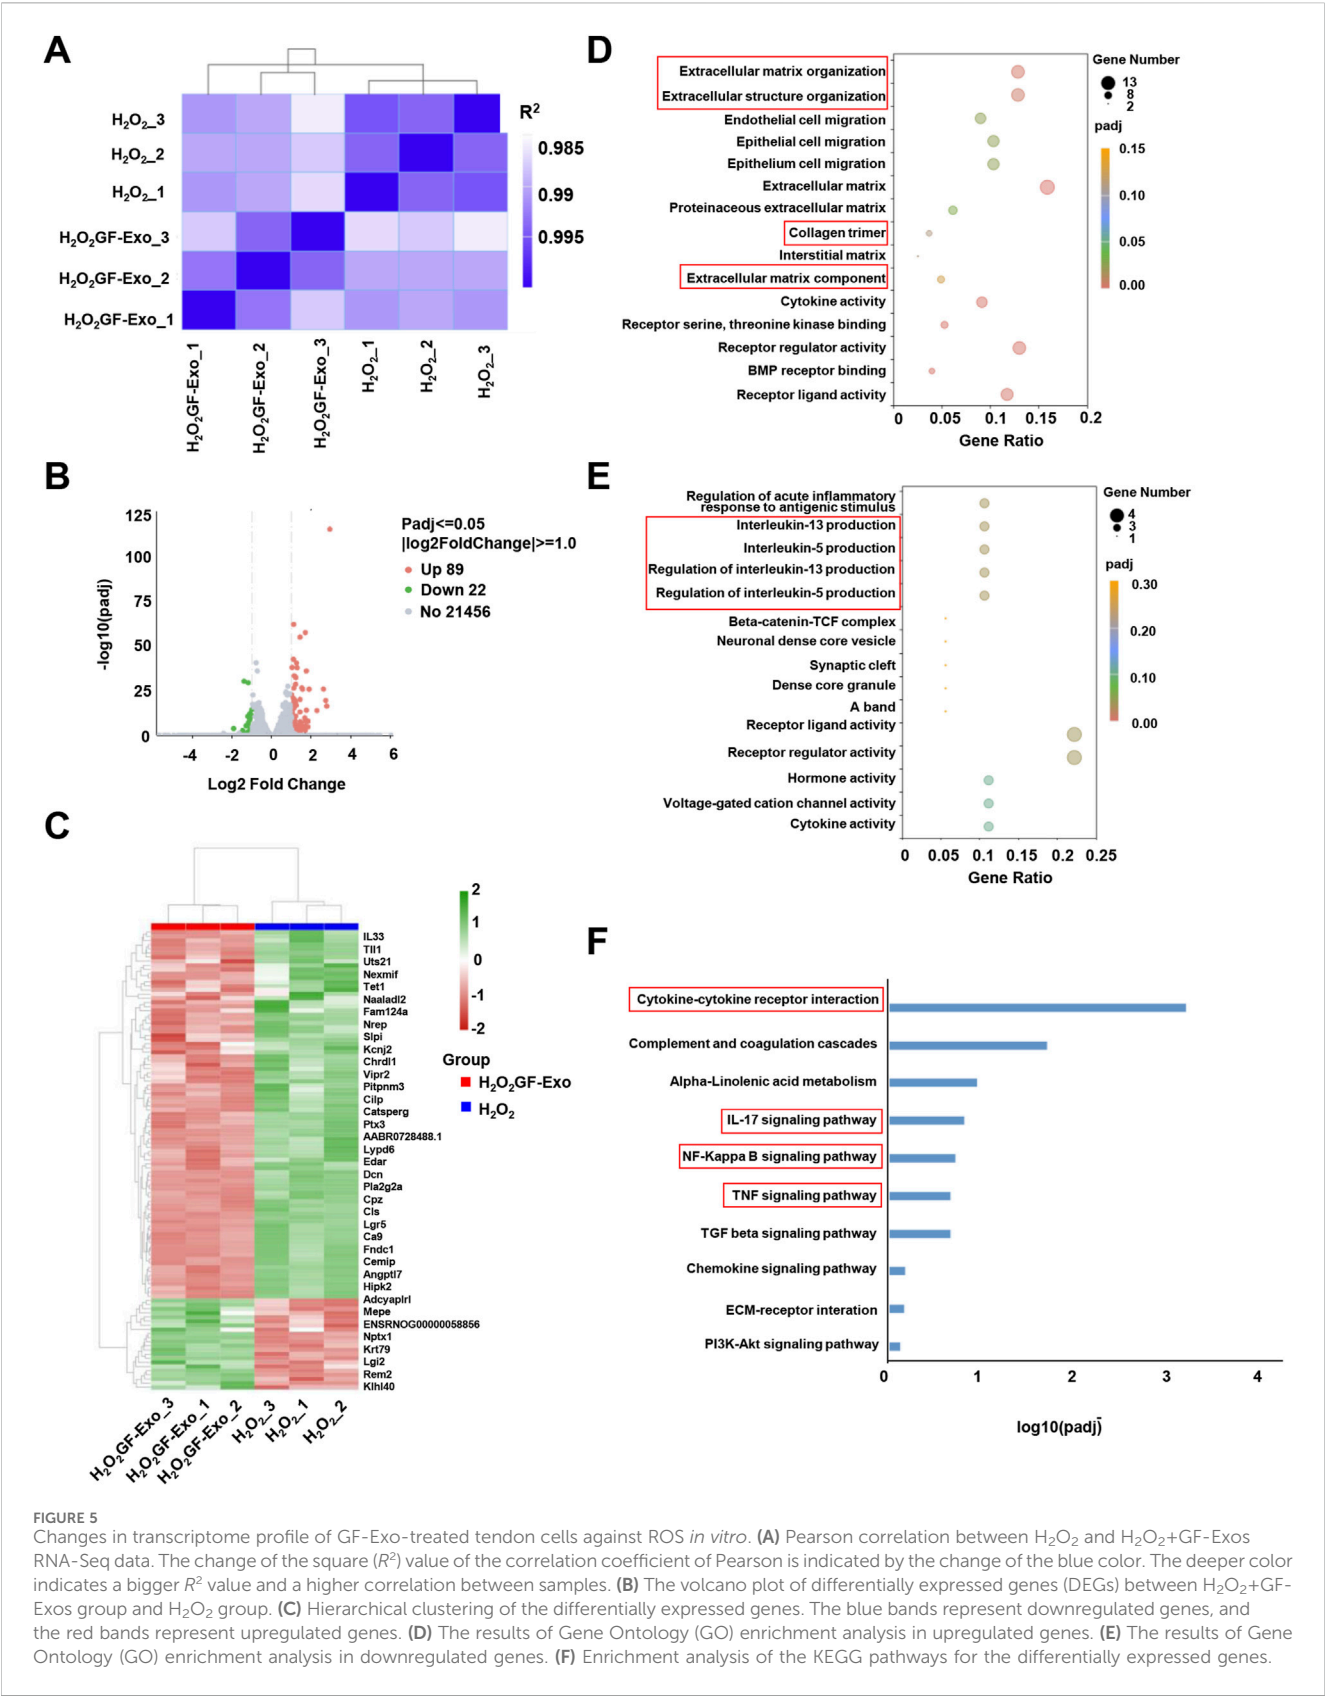 A
R²
0.985
0.99
0.995
H₂O₂_3
H₂O₂_2
H₂O₂_1
H₂O₂GF-Exo_3
H₂O₂GF-Exo_2
H₂O₂GF-Exo_1
H₂O₂GF-Exo_1
H₂O₂GF-Exo_2
H₂O₂GF-Exo_3
H₂O₂_1
H₂O₂_2
H₂O₂_3
B
-log10(padj)
125
100
75
50
25
0
-4
-2
0
2
4
6
Log2 Fold Change
Padj<=0.05
|log2FoldChange|>=1.0
Up 89
Down 22
No 21456
C
2
1
0
-1
-2
Group
H₂O₂GF-Exo
H₂O₂
IL33
Tll1
Uts21
Nexmif
Tet1
Naaladl2
Fam124a
Nrep
Slpi
Kcnj2
Chrdl1
Vipr2
Pitpnm3
Cilp
Catsperg
Ptx3
AABR0728488.1
Lypd6
Edar
Dcn
Pla2g2a
Cpz
Cls
Lgr5
Ca9
Fndc1
Cemip
Angptl7
Hipk2
Adcyaplrl
Mepe
ENSRNOG00000058856
Nptx1
Krt79
Lgi2
Rem2
Klhl40
H₂O₂GF-Exo_3
H₂O₂GF-Exo_1
H₂O₂GF-Exo_2
H₂O₂_3
H₂O₂_1
H₂O₂_2
D
Extracellular matrix organization
Extracellular structure organization
Endothelial cell migration
Epithelial cell migration
Epithelium cell migration
Extracellular matrix
Proteinaceous extracellular matrix
Collagen trimer
Interstitial matrix
Extracellular matrix component
Cytokine activity
Receptor serine, threonine kinase binding
Receptor regulator activity
BMP receptor binding
Receptor ligand activity
0
0.05
0.1
0.15
0.2
Gene Ratio
Gene Number
13
8
2
padj
0.15
0.10
0.05
0.00
E
Regulation of acute inflammatory
response to antigenic stimulus
Interleukin-13 production
Interleukin-5 production
Regulation of interleukin-13 production
Regulation of interleukin-5 production
Beta-catenin-TCF complex
Neuronal dense core vesicle
Synaptic cleft
Dense core granule
A band
Receptor ligand activity
Receptor regulator activity
Hormone activity
Voltage-gated cation channel activity
Cytokine activity
0
0.05
0.1
0.15
0.2
0.25
Gene Ratio
Gene Number
4
3
1
padj
0.30
0.20
0.10
0.00
F
Cytokine-cytokine receptor interaction
Complement and coagulation cascades
Alpha-Linolenic acid metabolism
IL-17 signaling pathway
NF-Kappa B signaling pathway
TNF signaling pathway
TGF beta signaling pathway
Chemokine signaling pathway
ECM-receptor interation
PI3K-Akt signaling pathway
0
1
2
3
4
log10(padj)-
FIGURE 5
Changes in transcriptome profile of GF-Exo-treated tendon cells against ROS in vitro. (A) Pearson correlation between H₂O₂ and H₂O₂+GF-Exos
RNA-Seq data. The change of the square (R²) value of the correlation coefficient of Pearson is indicated by the change of the blue color. The deeper color
indicates a bigger R² value and a higher correlation between samples. (B) The volcano plot of differentially expressed genes (DEGs) between H₂O₂+GF-
Exos group and H₂O₂ group. (C) Hierarchical clustering of the differentially expressed genes. The blue bands represent downregulated genes, and
the red bands represent upregulated genes. (D) The results of Gene Ontology (GO) enrichment analysis in upregulated genes. (E) The results of Gene
Ontology (GO) enrichment analysis in downregulated genes. (F) Enrichment analysis of the KEGG pathways for the differentially expressed genes.